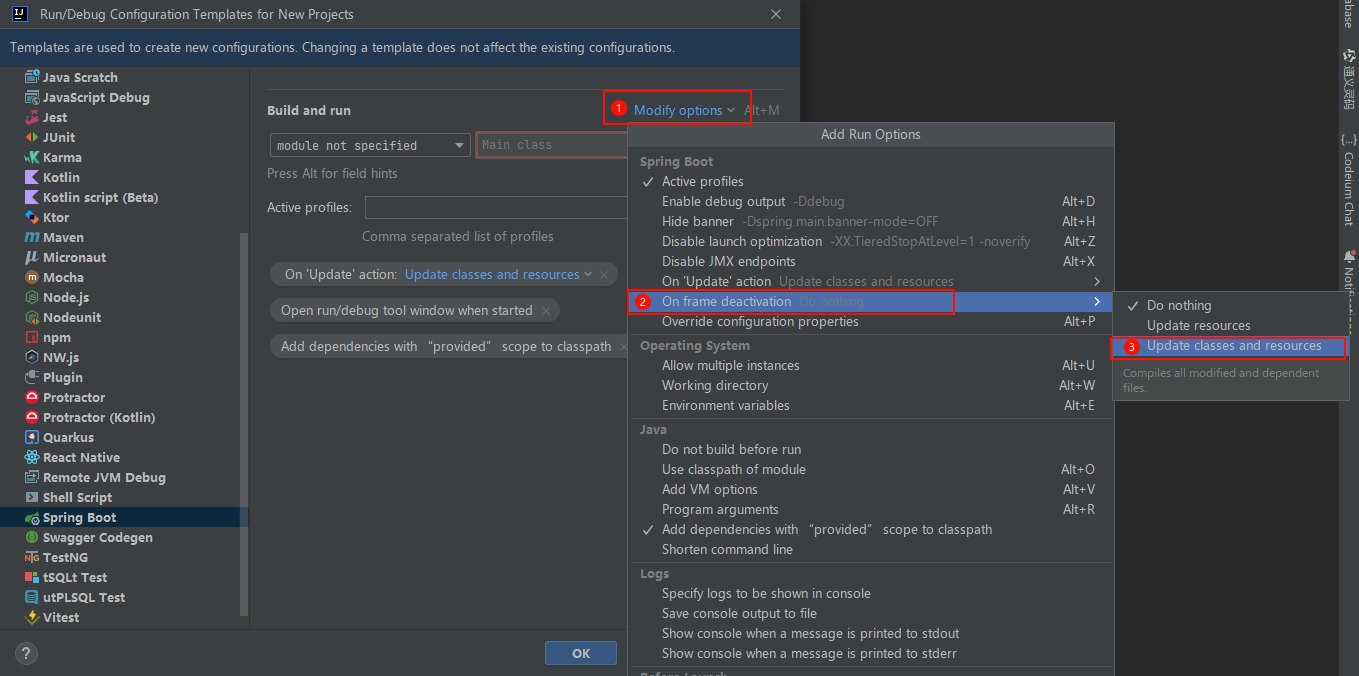 Run/Debug Configuration Templates for New Projects
Templates are used to create new configurations. Changing a template does not affect the existing configurations.
Java Scratch
JavaScript Debug
Jest
JUnit
Karma
Kotlin
Kotlin script (Beta)
Ktor
Maven
Micronaut
Mocha
Node.js
Nodeunit
npm
NW.js
Plugin
Protractor
Protractor (Kotlin)
Quarkus
React Native
Remote JVM Debug
Shell Script
Spring Boot
Swagger Codegen
TestNG
tSQLt Test
utPLSQL Test
Vitest
Build and run
1 Modify options Alt+M
module not specified
Main class
Press Alt for field hints
Active profiles:
Comma separated list of profiles
On 'Update' action: Update classes and resources
Open run/debug tool window when started
Add dependencies with “provided” scope to classpath
?
OK
Add Run Options
Spring Boot
Active profiles
Enable debug output -Ddebug Alt+D
Hide banner -Dspring.main.banner-mode=OFF Alt+H
Disable launch optimization -XX:TieredStopAtLevel=1 -noverify Alt+Z
Disable JMX endpoints Alt+X
On 'Update' action Update classes and resources
2 On frame deactivation Do nothing
Override configuration properties Alt+P
Operating System
Allow multiple instances Alt+U
Working directory Alt+W
Environment variables Alt+E
Java
Do not build before run
Use classpath of module Alt+O
Add VM options Alt+V
Program arguments Alt+R
Add dependencies with “provided” scope to classpath
Shorten command line
Logs
Specify logs to be shown in console
Save console output to file
Show console when a message is printed to stdout
Show console when a message is printed to stderr
Before Launch
Do nothing
Update resources
3 Update classes and resources
Compiles all modified and dependent
files.
abase
通义灵码
{...}
Codeium Chat
Notifications